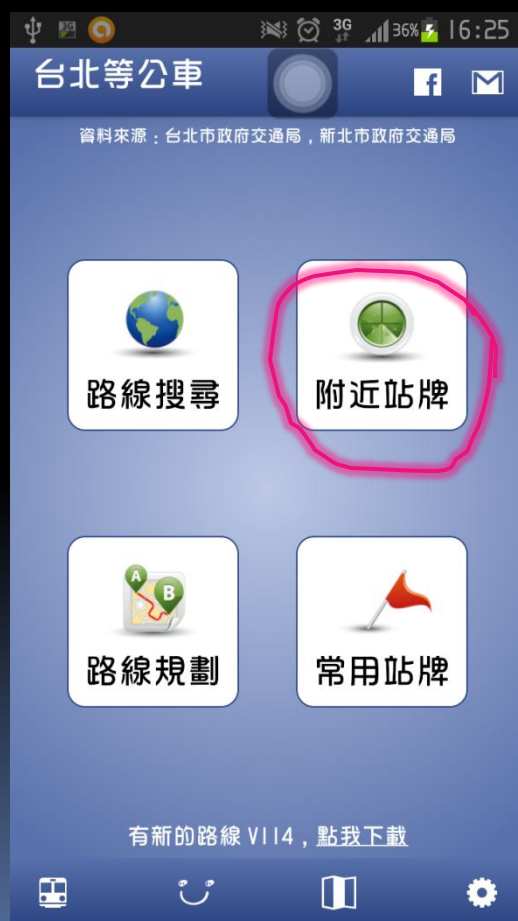 3G 36% 16:25
台北等公車
資料來源：台北市政府交通局，新北市政府交通局
路線搜尋
附近站牌
A B
路線規劃
常用站牌
有新的路線 V114，點我下載